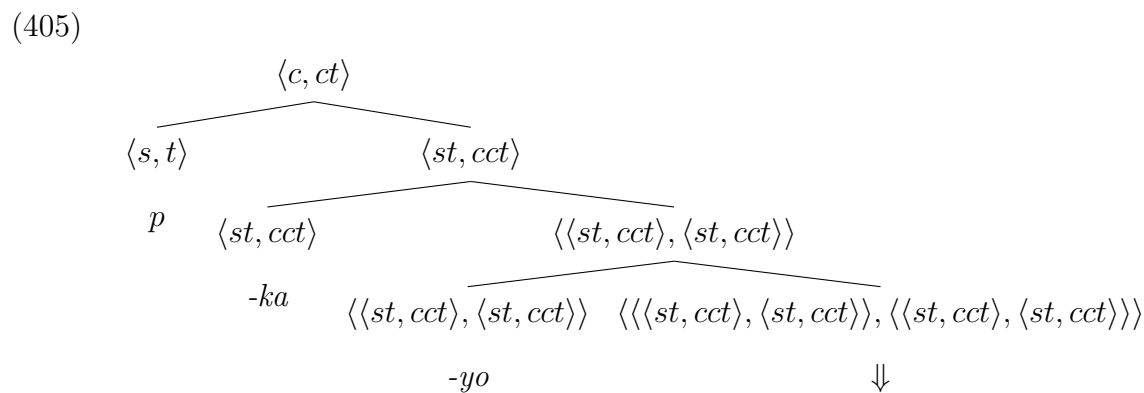 (405)
⟨c, ct⟩
⟨s, t⟩ ⟨st, cct⟩
p ⟨st, cct⟩ ⟨⟨st, cct⟩, ⟨st, cct⟩⟩
-ka ⟨⟨st, cct⟩, ⟨st, cct⟩⟩ ⟨⟨⟨st, cct⟩, ⟨st, cct⟩⟩, ⟨⟨st, cct⟩, ⟨st, cct⟩⟩⟩
-yo ⇓